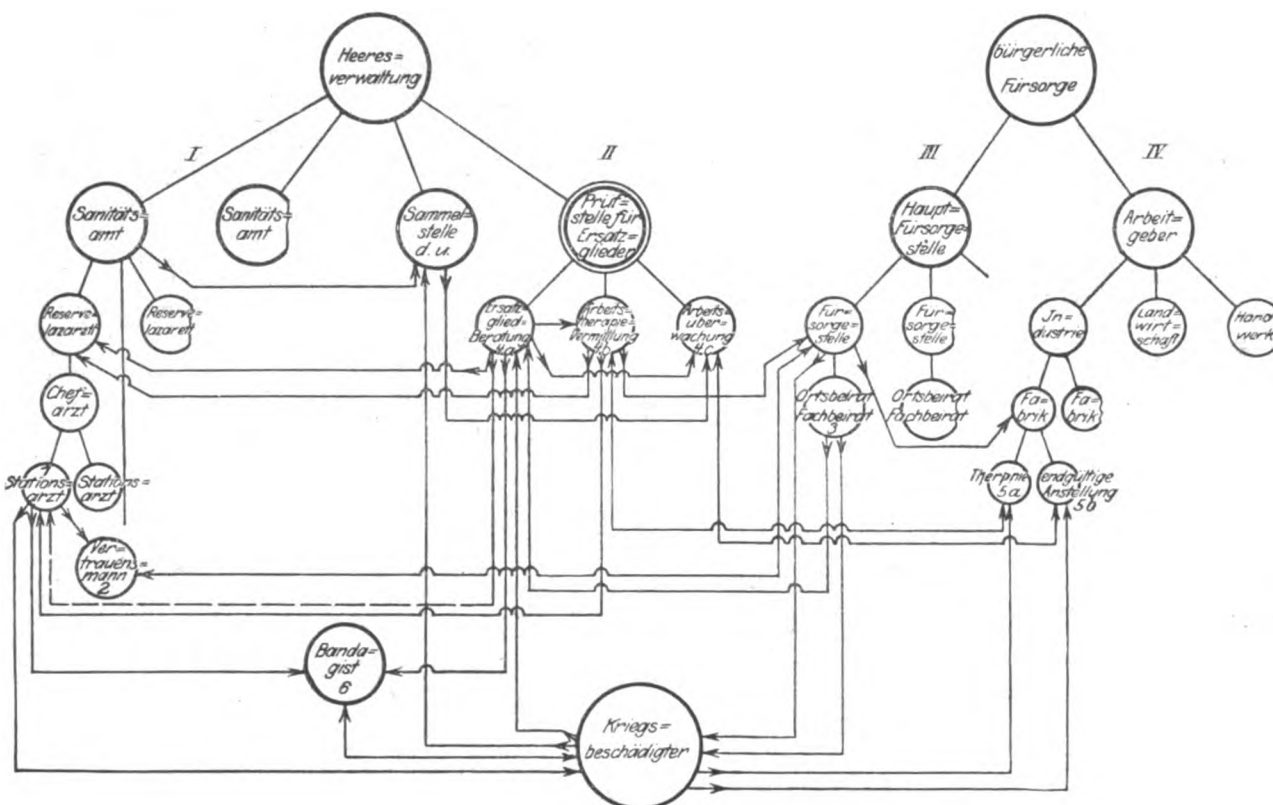 Heeres=
verwaltung
bürgerliche
Fürsorge
I
II
III
IV
Sanitäts=
amt
Sanitäts=
amt
Sammel=
stelle
d. u.
Prüf=
stelle für
Ersatz=
glieder
Haupt=
Fürsorge=
stelle
Arbeit=
geber
Reserve=
lazarett
Reserve=
lazarett
Ersatz=
glied=
Beratung
4a
Arbeits=
Therapie=
Vermittlung
4b
Arbeits=
über=
wachung
4c
Für=
sorge=
stelle
Für=
sorge=
stelle
Jn=
dustrie
Land=
wirt=
schaft
Hand=
werk
Chef=
arzt
Ortsbeirat
Fachbeirat
3
Ortsbeirat
Fachbeirat
Fa=
brik
Fa=
brik
1
Stations=
arzt
Stations=
arzt
Therapie
5a
endgültige
Anstellung
5b
Ver=
trauens=
mann
2
Banda=
gist
6
Kriegs=
beschädigter